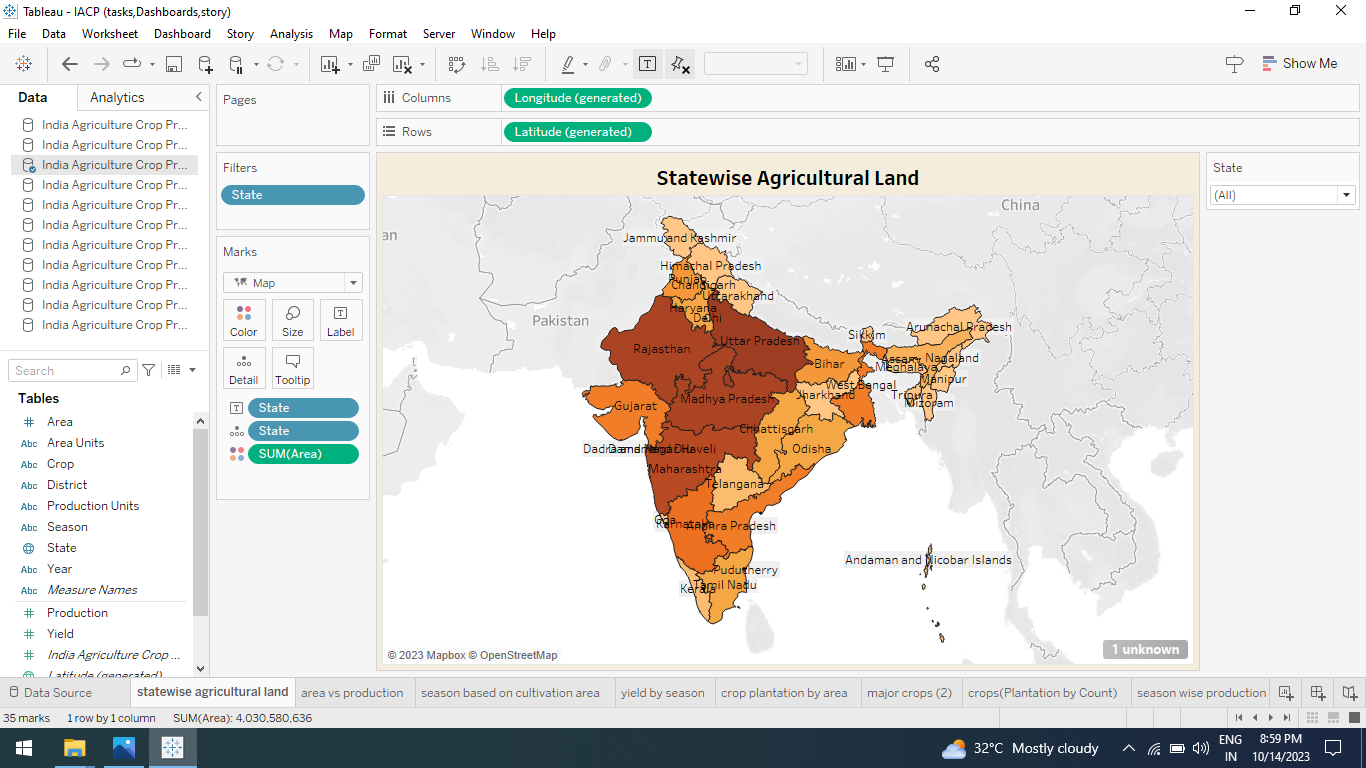 Tableau - IACP (tasks,Dashboards,story)
File Data Worksheet Dashboard Story Analysis Map Format Server Window Help
Show Me
Data Analytics
Pages
Columns Longitude (generated)
Rows Latitude (generated)
India Agriculture Crop Pr...
India Agriculture Crop Pr...
India Agriculture Crop Pr...
India Agriculture Crop Pr...
India Agriculture Crop Pr...
India Agriculture Crop Pr...
India Agriculture Crop Pr...
India Agriculture Crop Pr...
India Agriculture Crop Pr...
India Agriculture Crop Pr...
India Agriculture Crop Pr...
Search
Tables
Area
Abc Area Units
Abc Crop
Abc District
Abc Production Units
Abc Season
State
Abc Year
Abc Measure Names
Production
Yield
India Agriculture Crop ...
Latitude (generated)
Filters
State
Marks
Map
Color Size Label
Detail Tooltip
State
State
SUM(Area)
Statewise Agricultural Land
State
(All)
China
an
Pakistan
Jammu and Kashmir
Himachal Pradesh
Punjab
Chandigarh
Uttarakhand
Haryana
Delhi
Rajasthan
Uttar Pradesh
Sikkim
Arunachal Pradesh
Bihar
Assam
Nagaland
Meghalaya
Manipur
West Bengal
Jharkhand
Tripura
Mizoram
Gujarat
Madhya Pradesh
Chhattisgarh
Odisha
Maharashtra
Telangana
Goa
Karnataka
Andhra Pradesh
Puducherry
Tamil Nadu
Kerala
Andaman and Nicobar Islands
© 2023 Mapbox © OpenStreetMap
1 unknown
Data Source statewise agricultural land area vs production season based on cultivation area yield by season crop plantation by area major crops (2) crops(Plantation by Count) season wise production
35 marks 1 row by 1 column SUM(Area): 4,030,580,636
32°C Mostly cloudy
ENG
IN
8:59 PM
10/14/2023